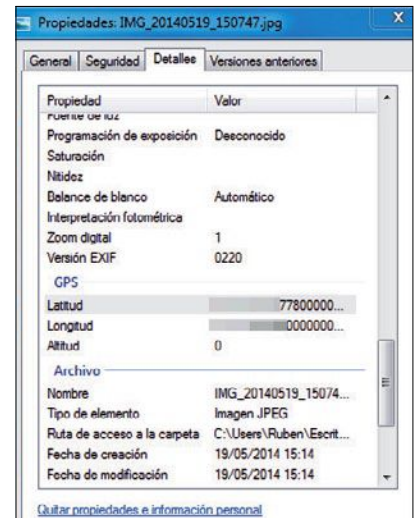 Propiedades: IMG_20140519_150747.jpg
X
General Seguridad Detalles Versiones anteriores
Propiedad Valor
Fuente de luz
Programación de exposición Desconocido
Saturación
Nitidez
Balance de blanco Automático
Interpretación fotométrica
Zoom digital 1
Versión EXIF 0220
GPS
Latitud 77800000...
Longitud 0000000...
Altitud 0
Archivo
Nombre IMG_20140519_15074...
Tipo de elemento Imagen JPEG
Ruta de acceso a la carpeta C:\Users\Ruben\Escrit...
Fecha de creación 19/05/2014 15:14
Fecha de modificación 19/05/2014 15:14
Quitar propiedades e información personal